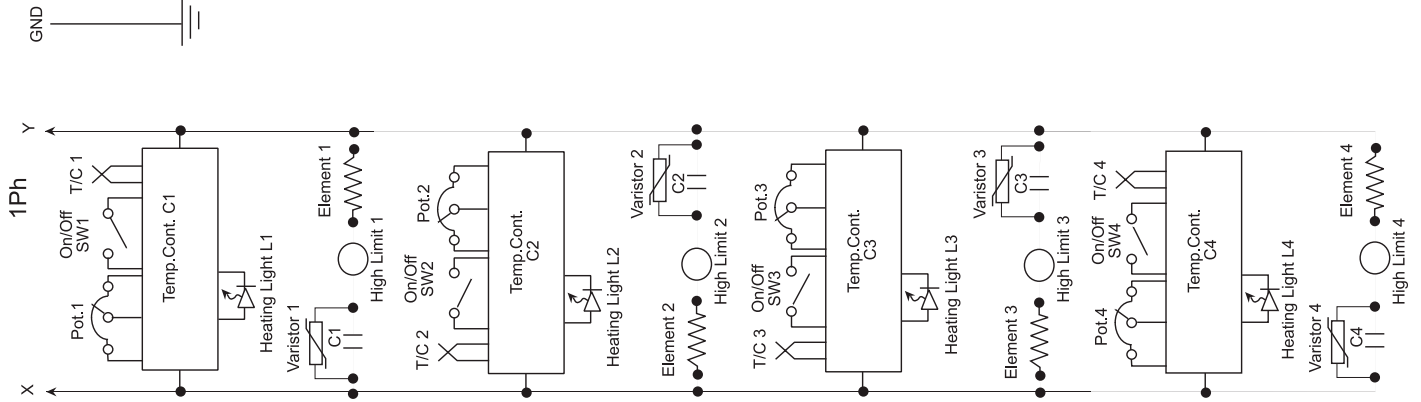 GND
1Ph
X
Y
Pot.1
On/Off
SW1
T/C 1
Temp.Cont. C1
Heating Light L1
Varistor 1
C1
High Limit 1
Element 1
T/C 2
On/Off
SW2
Pot.2
Temp.Cont.
C2
Heating Light L2
Element 2
High Limit 2
Varistor 2
C2
T/C 3
On/Off
SW3
Pot.3
Temp.Cont.
C3
Heating Light L3
Element 3
High Limit 3
Varistor 3
C3
Pot.4
On/Off
SW4
T/C 4
Temp.Cont.
C4
Heating Light L4
Varistor 4
C4
High Limit 4
Element 4